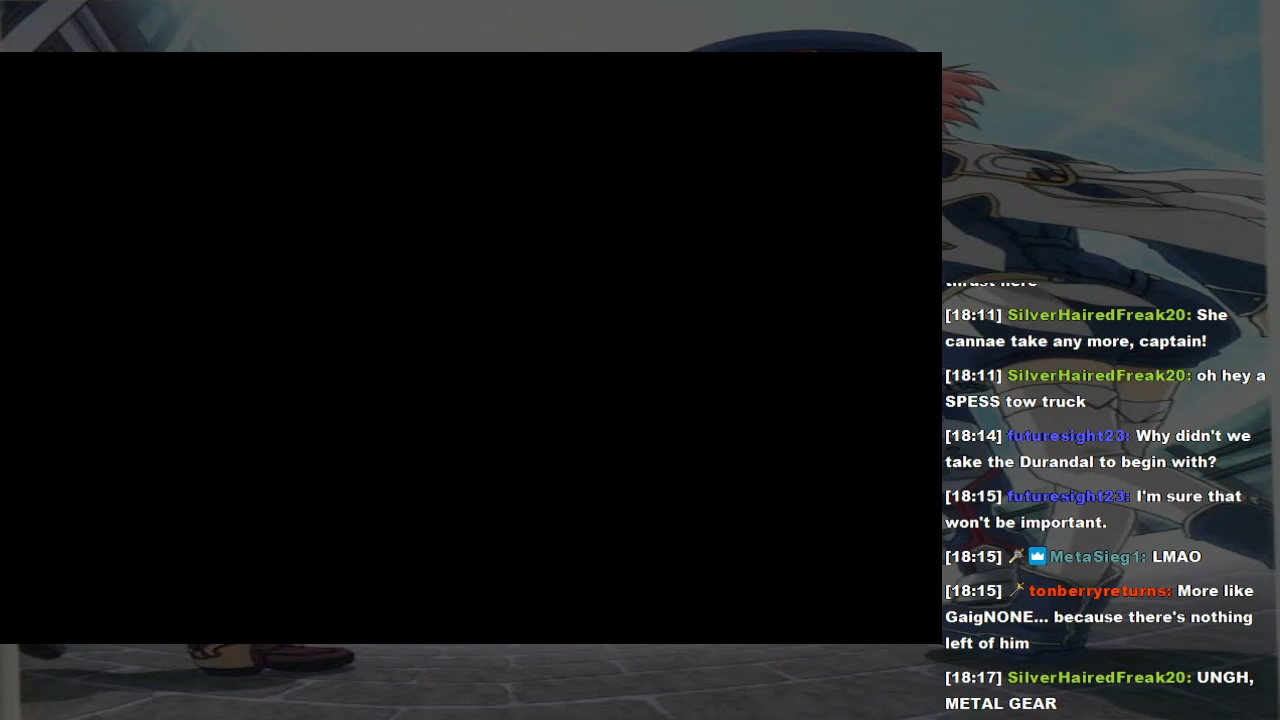 thrust here
[18:11] SilverHairedFreak20: She
cannae take any more, captain!
[18:11] SilverHairedFreak20: oh hey a
SPESS tow truck
[18:14] futuresight23: Why didn't we
take the Durandal to begin with?
[18:15] futuresight23: I'm sure that
won't be important.
[18:15] MetaSieg1: LMAO
[18:15] tonberryreturns: More like
GaigNONE... because there's nothing
left of him
[18:17] SilverHairedFreak20: UNGH,
METAL GEAR